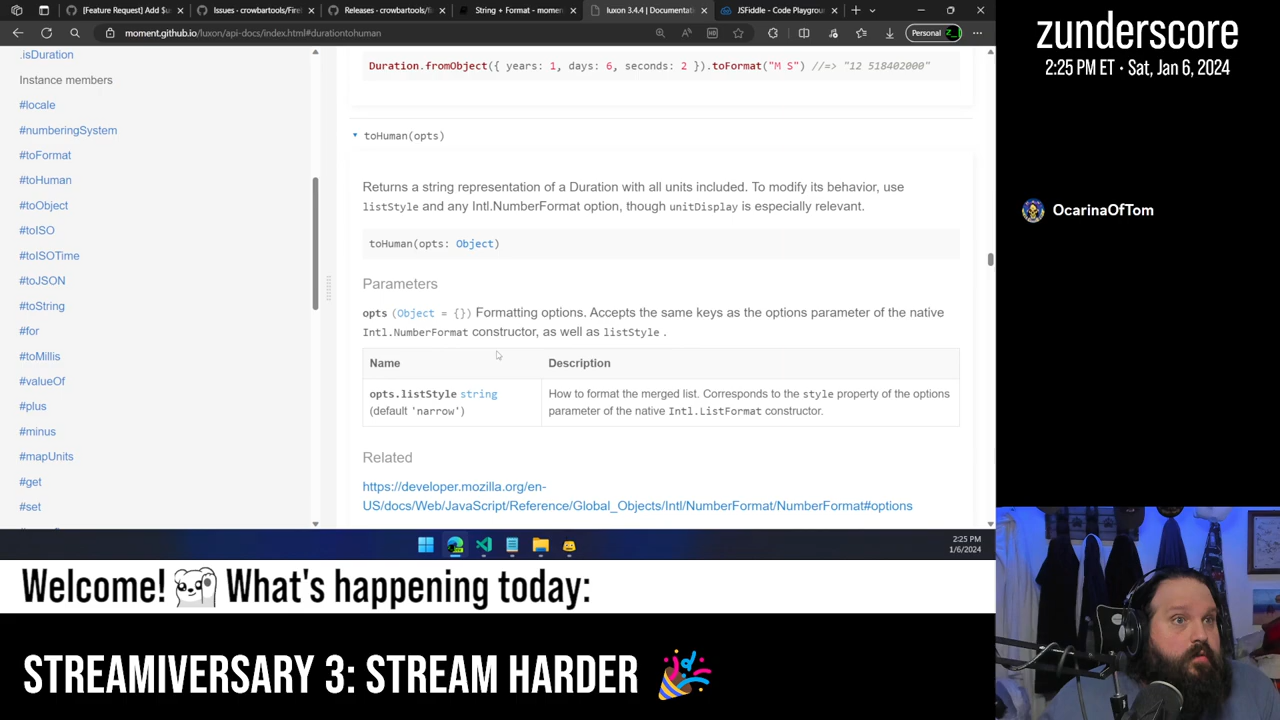 [Feature Request] Add $u
Issues · crowbartools/Fire
Releases · crowbartools/
String + Format - momen
luxon 3.4.4 | Documentati
JSFiddle - Code Playgroun
moment.github.io/luxon/api-docs/index.html#durationtohuman
Personal
zunderscore
2:25 PM ET • Sat, Jan 6, 2024
OcarinaOfTom
.isDuration
Instance members
#locale
#numberingSystem
#toFormat
#toHuman
#toObject
#toISO
#toISOTime
#toJSON
#toString
#for
#toMillis
#valueOf
#plus
#minus
#mapUnits
#get
#set
Duration.fromObject({ years: 1, days: 6, seconds: 2 }).toFormat("M S") //=> "12 518402000"
toHuman(opts)
Returns a string representation of a Duration with all units included. To modify its behavior, use
listStyle and any Intl.NumberFormat option, though unitDisplay is especially relevant.
toHuman(opts: Object)
Parameters
opts (Object = {}) Formatting options. Accepts the same keys as the options parameter of the native
Intl.NumberFormat constructor, as well as listStyle .
Name Description
opts.listStyle string
(default 'narrow')
How to format the merged list. Corresponds to the style property of the options
parameter of the native Intl.ListFormat constructor.
Related
https://developer.mozilla.org/en-
US/docs/Web/JavaScript/Reference/Global_Objects/Intl/NumberFormat/NumberFormat#options
2:25 PM
1/6/2024
Welcome! What's happening today:
STREAMIVERSARY 3: STREAM HARDER